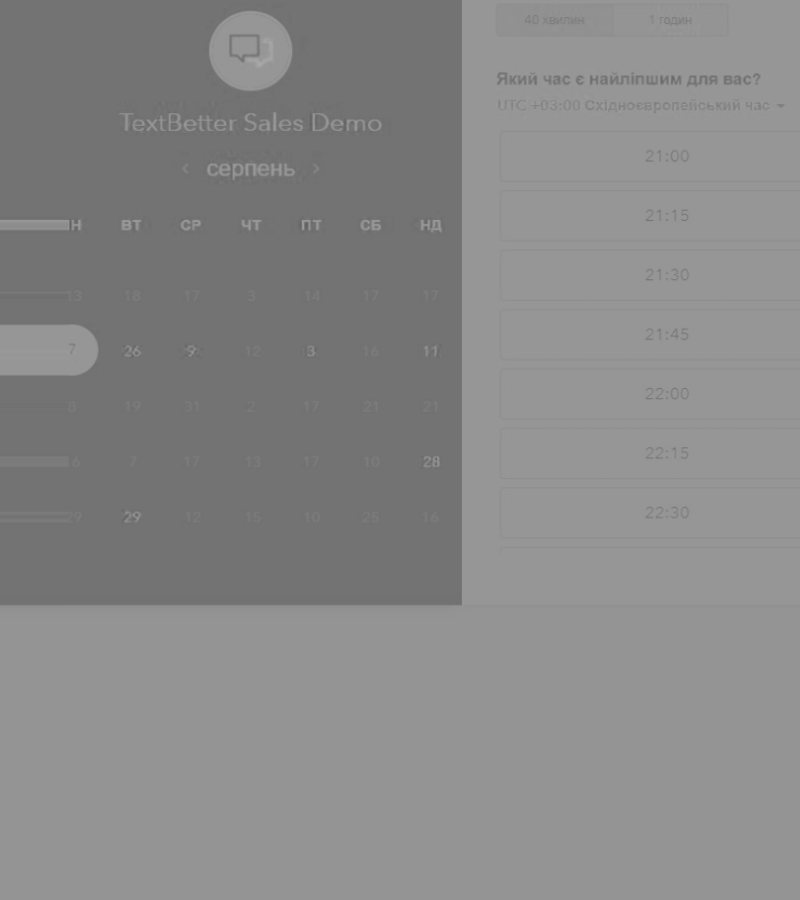 TextBetter Sales Demo
серпень
Н ВТ СР ЧТ ПТ СБ НД
13 18 17 3 14 17 17
7 26 9 12 3 16 11
8 19 31 2 17 21 21
6 7 17 13 17 10 28
29 29 12 15 10 25 16
40 хвилин 1 годин
Який час є найліпшим для вас?
UTC +03:00 Східноєвропейський час
21:00
21:15
21:30
21:45
22:00
22:15
22:30